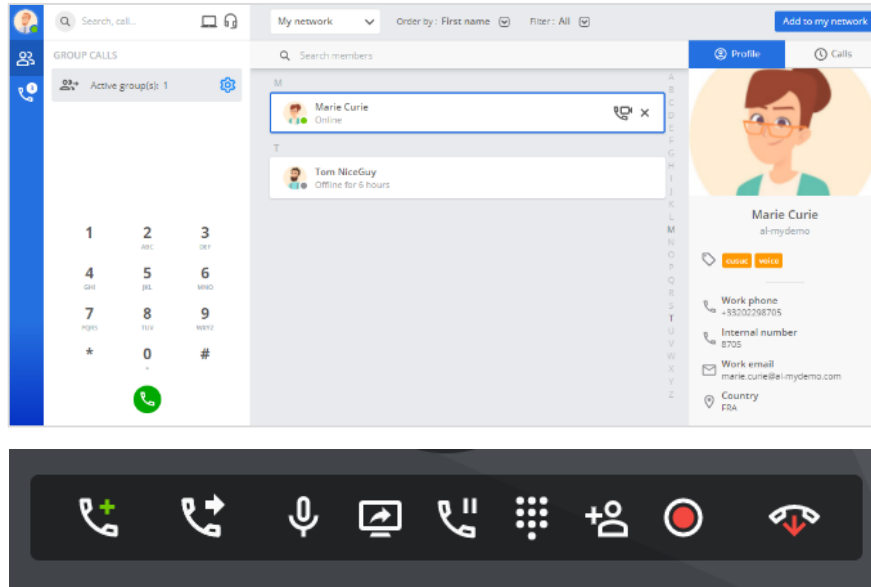 Search, call...
My network
Order by : First name
Filter : All
Add to my network
GROUP CALLS
Search members
Profile
Calls
Active group(s): 1
M
Marie Curie
Online
T
Tom NiceGuy
Offline for 6 hours
A
B
C
D
E
F
G
H
I
J
K
L
M
N
O
P
Q
R
S
T
U
V
W
X
Y
Z
1
2
ABC
3
DEF
4
GHI
5
JKL
6
MNO
7
PQRS
8
TUV
9
WXYZ
*
0
+
#
Marie Curie
al-mydemo
voice
Work phone
+33202298705
Internal number
8705
Work email
marie.curie@al-mydemo.com
Country
FRA